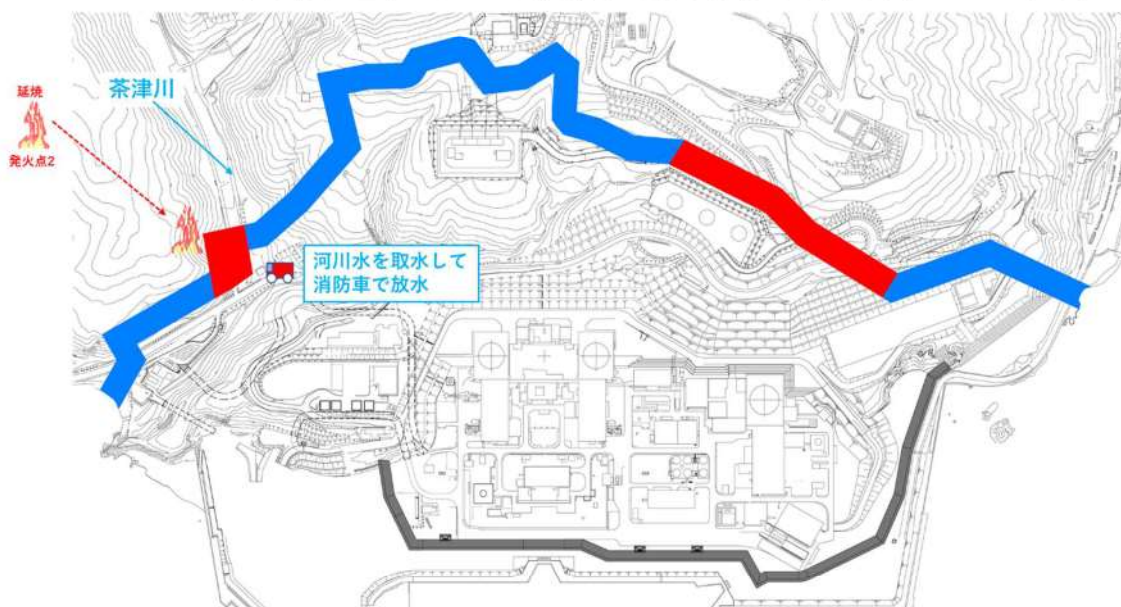 延焼
発火点2
茶津川
河川水を取水して
消防車で放水